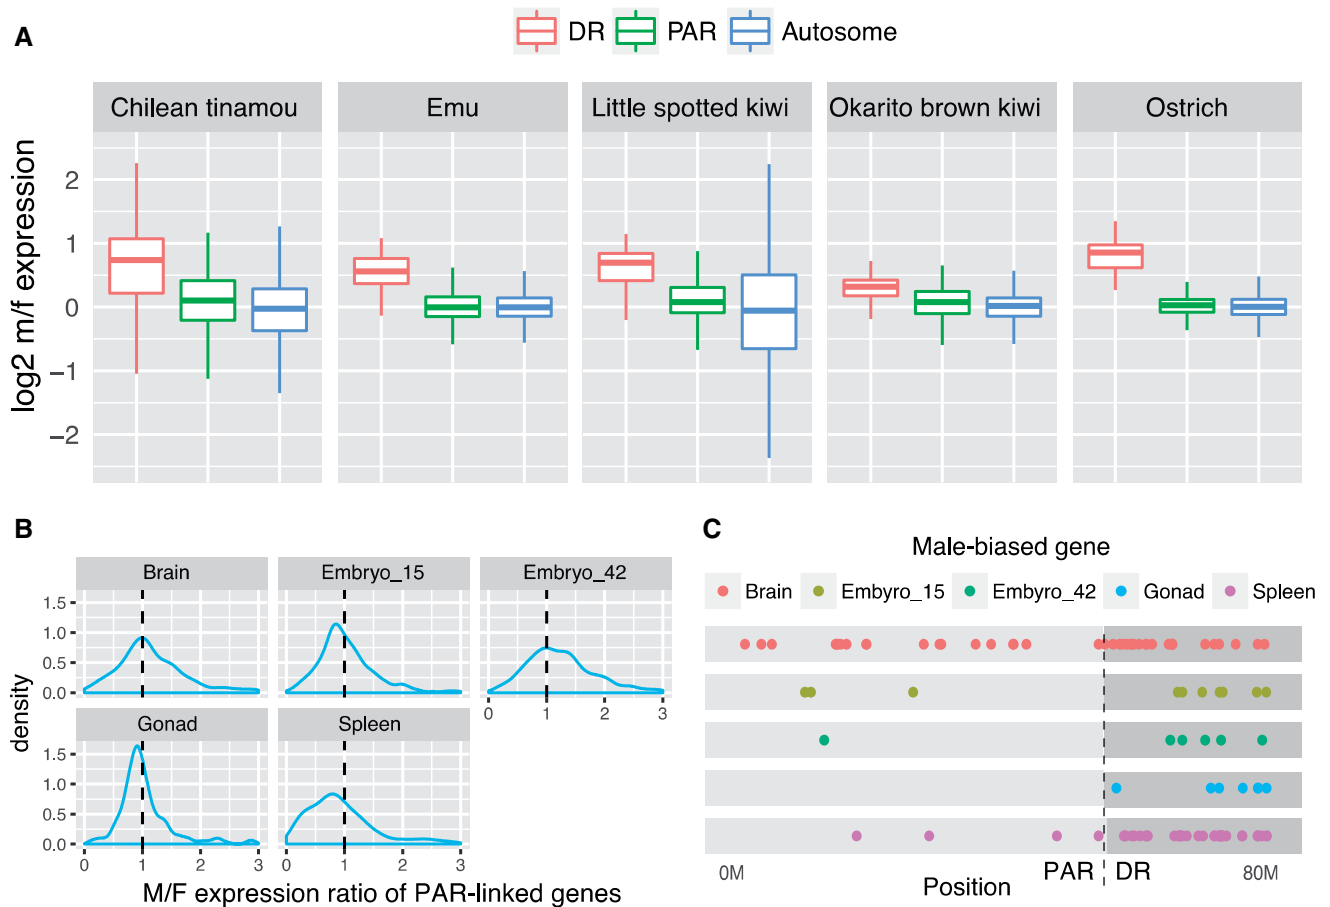 A
DR PAR Autosome
Chilean tinamou Emu Little spotted kiwi Okarito brown kiwi Ostrich
log2 m/f expression
2
1
0
−1
−2
B
Brain Embryo_15 Embryo_42
1.5
1.0
0.5
0.0
0 1 2 3
Gonad Spleen
1.5
1.0
0.5
0.0
0 1 2 3 0 1 2 3
density
M/F expression ratio of PAR-linked genes
C
Male-biased gene
Brain Embyro_15 Embyro_42 Gonad Spleen
PAR DR
0M Position 80M